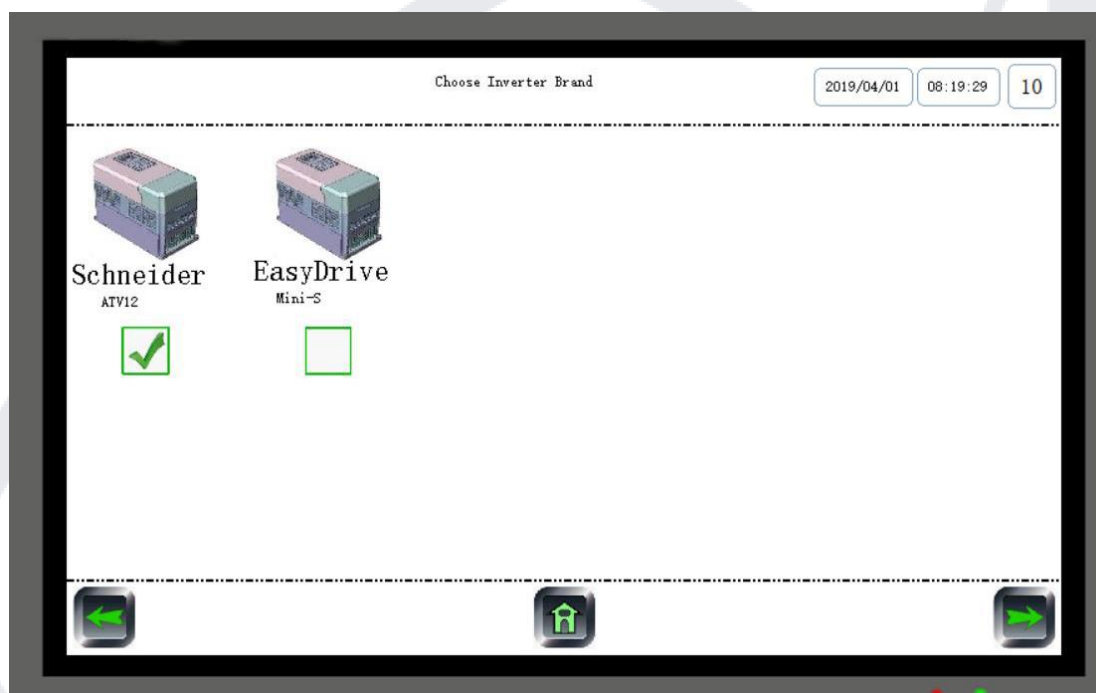 Choose Inverter Brand
2019/04/01 08:19:29 10
Schneider EasyDrive
ATV12 Mini-S